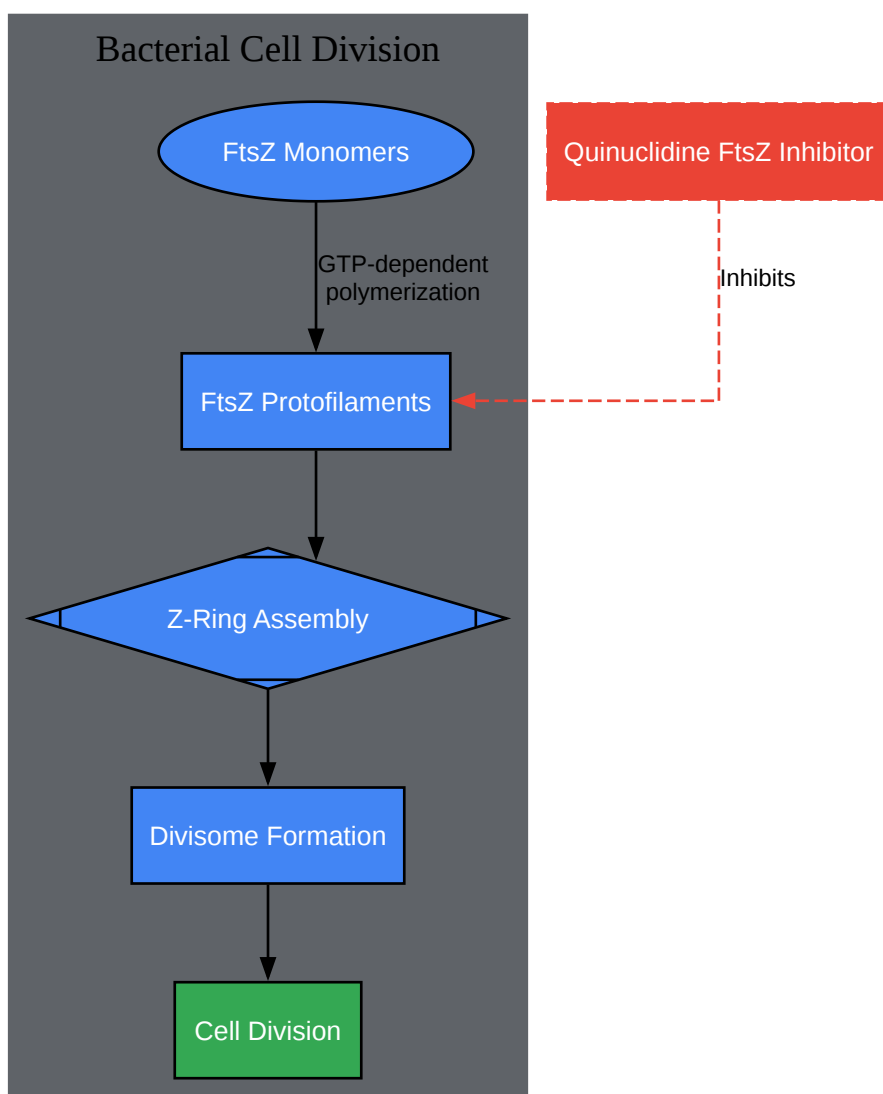 Bacterial Cell Division
FtsZ Monomers
Quinuclidine FtsZ Inhibitor
GTP-dependent
polymerization
Inhibits
FtsZ Protofilaments
Z-Ring Assembly
Divisome Formation
Cell Division